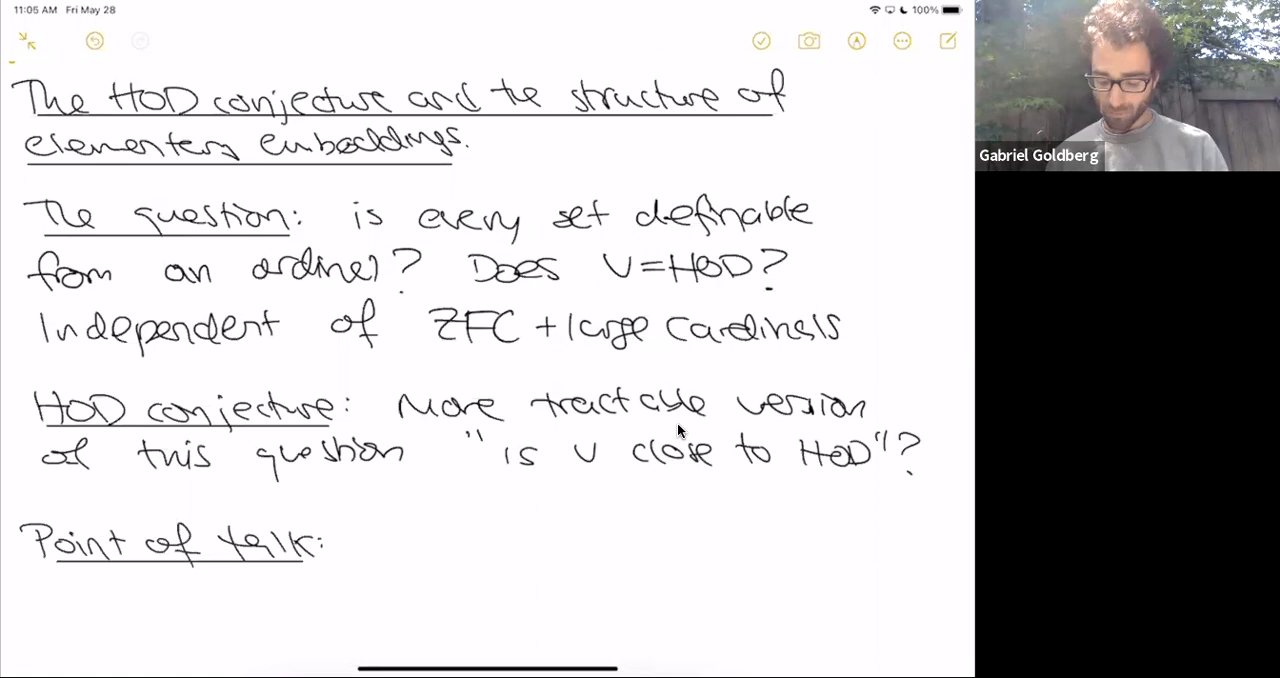 11:05 AM Fri May 28
100%
The HOD conjecture and the structure of
elementary embeddings.
The question: is every set definable
from an ordinal? Does V=HOD?
Independent of ZFC + large cardinals
HOD conjecture: More tractable version
of this question "is V close to HOD"?
Point of talk:
Gabriel Goldberg